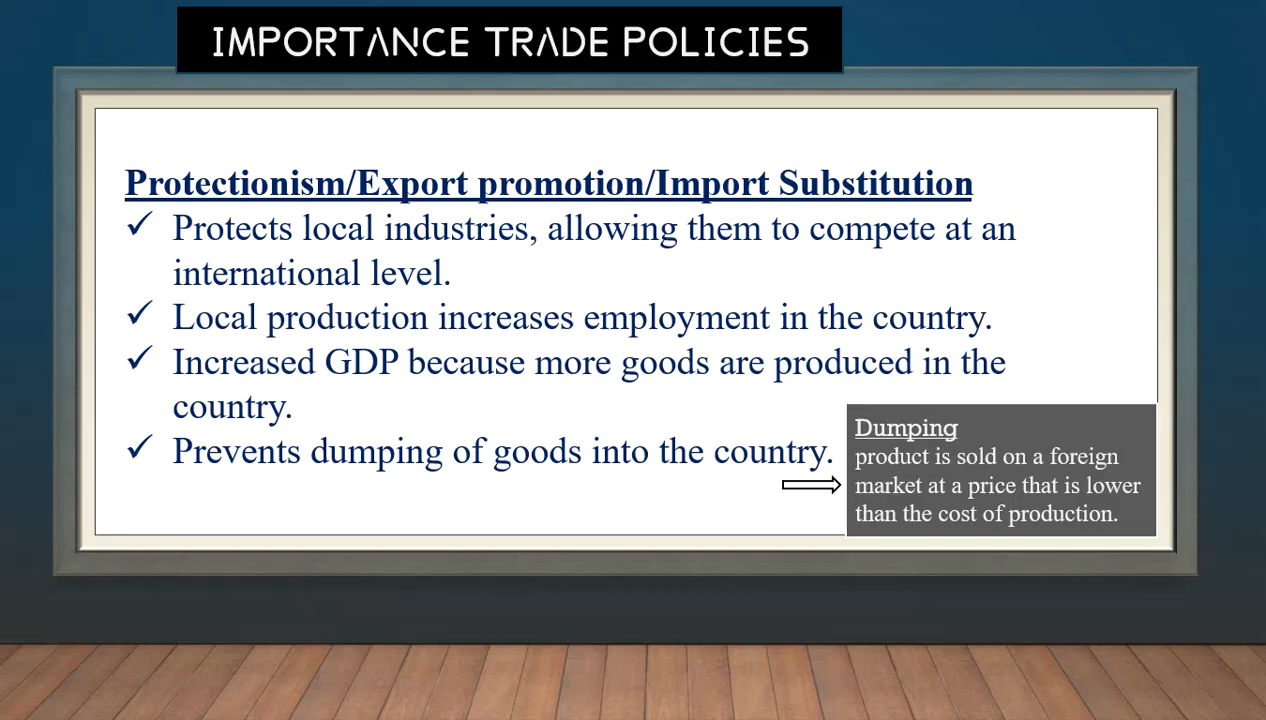 IMPORTANCE TRADE POLICIES
Protectionism/Export promotion/Import Substitution
✓ Protects local industries, allowing them to compete at an
international level.
✓ Local production increases employment in the country.
✓ Increased GDP because more goods are produced in the
country.
✓ Prevents dumping of goods into the country.
Dumping
product is sold on a foreign
market at a price that is lower
than the cost of production.